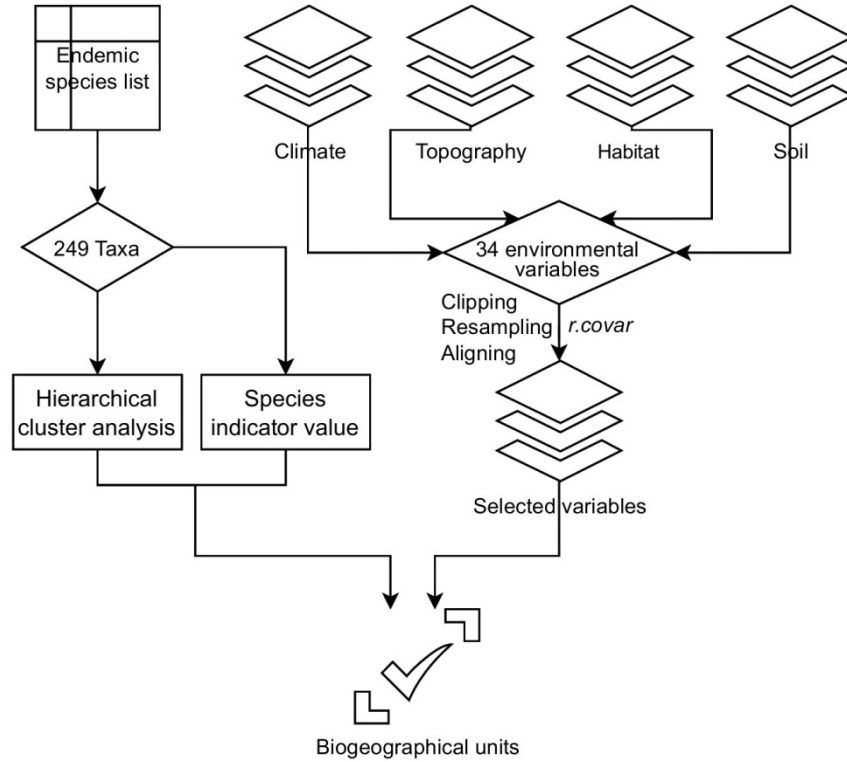 Endemic
species list
Climate
Topography
Habitat
Soil
249 Taxa
34 environmental
variables
Clipping
Resampling
Aligning
r.covar
Hierarchical
cluster analysis
Species
indicator value
Selected variables
Biogeographical units